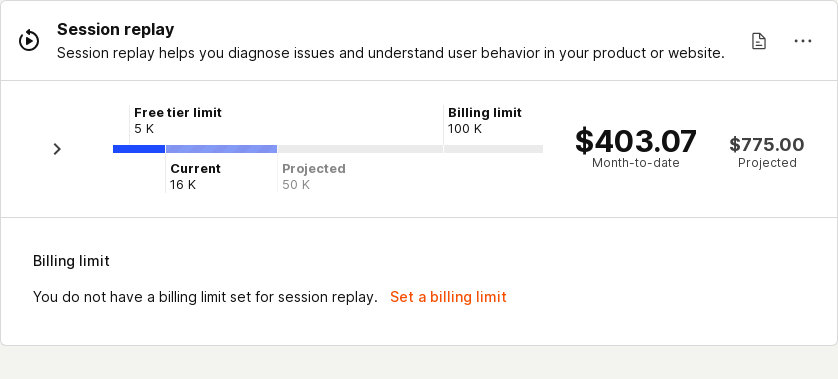 Session replay
Session replay helps you diagnose issues and understand user behavior in your product or website.
Free tier limit
5 K
Billing limit
100 K
Current
16 K
Projected
50 K
$403.07
Month-to-date
$775.00
Projected
Billing limit
You do not have a billing limit set for session replay. Set a billing limit